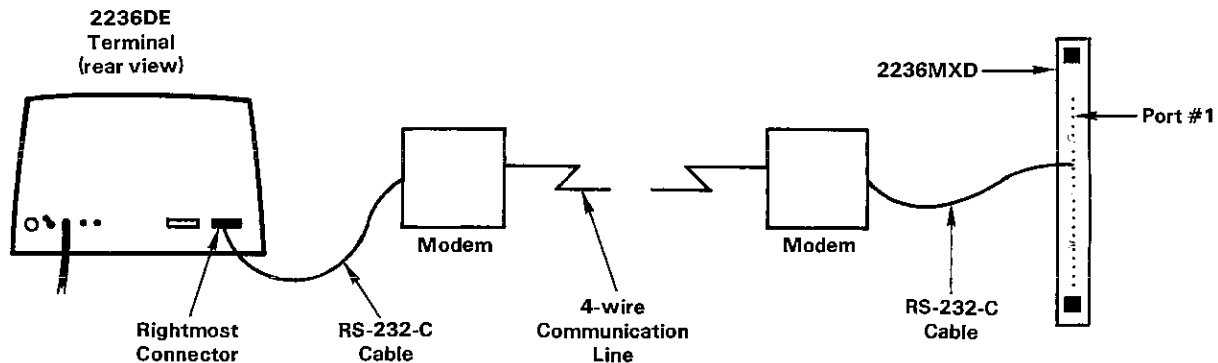 2236DE
Terminal
(rear view)
2236MXD
Port #1
Modem
Modem
Rightmost
Connector
RS-232-C
Cable
4-wire
Communication
Line
RS-232-C
Cable